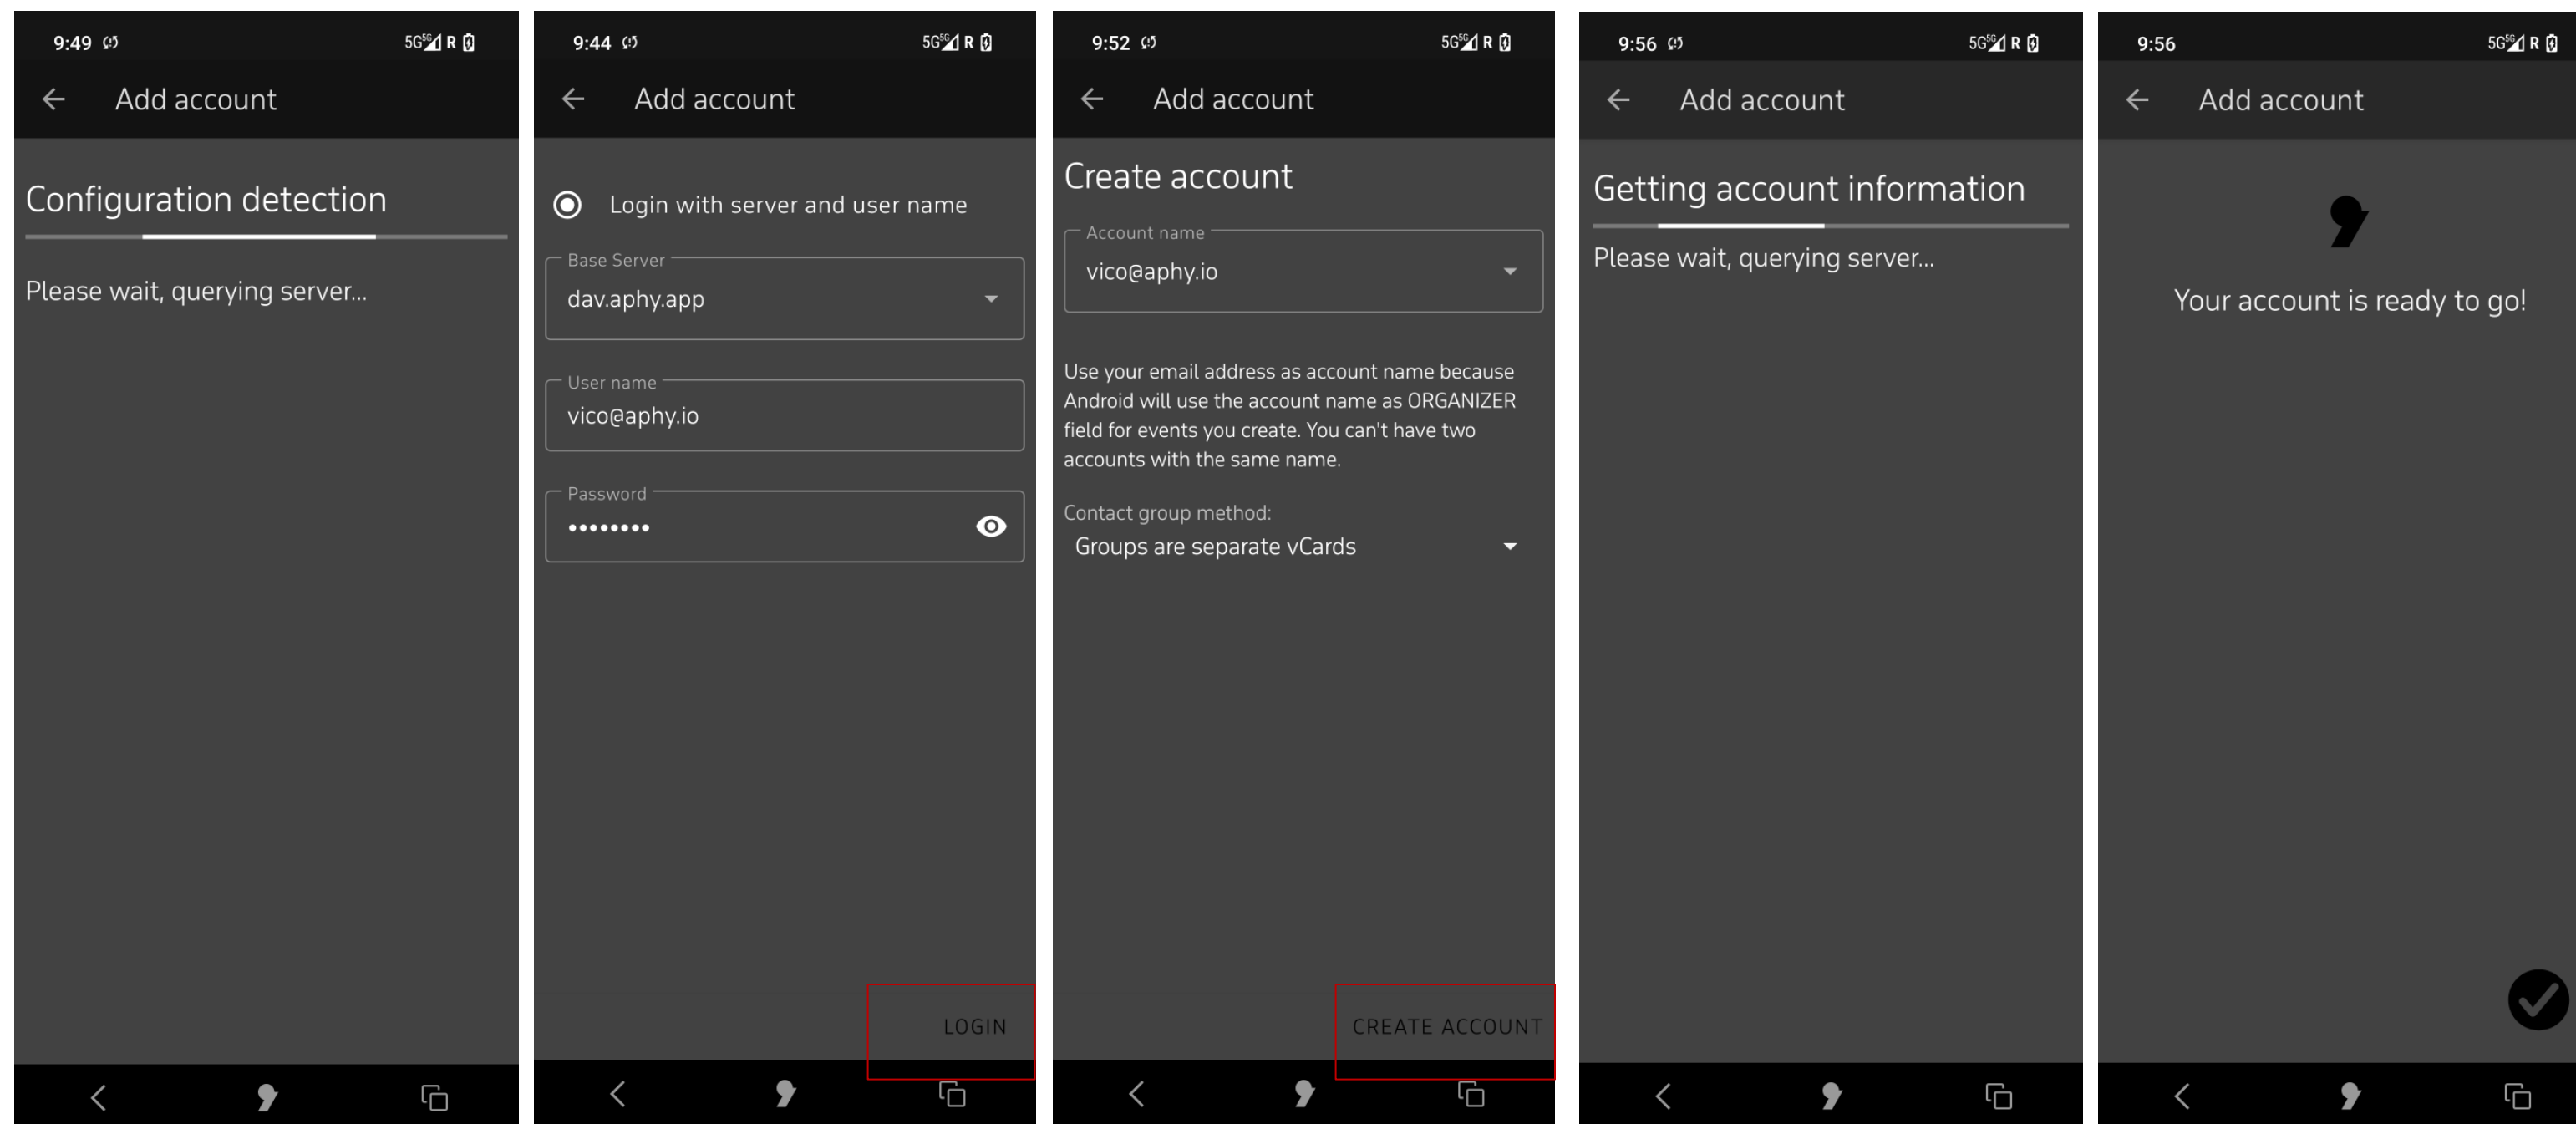 9:49
5G 5G R
Add account
Configuration detection
Please wait, querying server...
9:44
5G 5G R
Add account
Login with server and user name
Base Server
dav.aphy.app
User name
vico@aphy.io
Password
••••••••
LOGIN
9:52
5G 5G R
Add account
Create account
Account name
vico@aphy.io
Use your email address as account name because
Android will use the account name as ORGANIZER
field for events you create. You can't have two
accounts with the same name.
Contact group method:
Groups are separate vCards
CREATE ACCOUNT
9:56
5G 5G R
Add account
Getting account information
Please wait, querying server...
9:56
5G 5G R
Add account
Your account is ready to go!